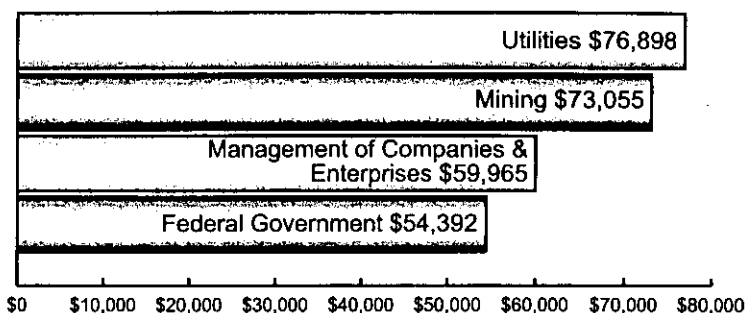 Utilities $76,898
Mining $73,055
Management of Companies &
Enterprises $59,965
Federal Government $54,392
$0 $10,000 $20,000 $30,000 $40,000 $50,000 $60,000 $70,000 $80,000